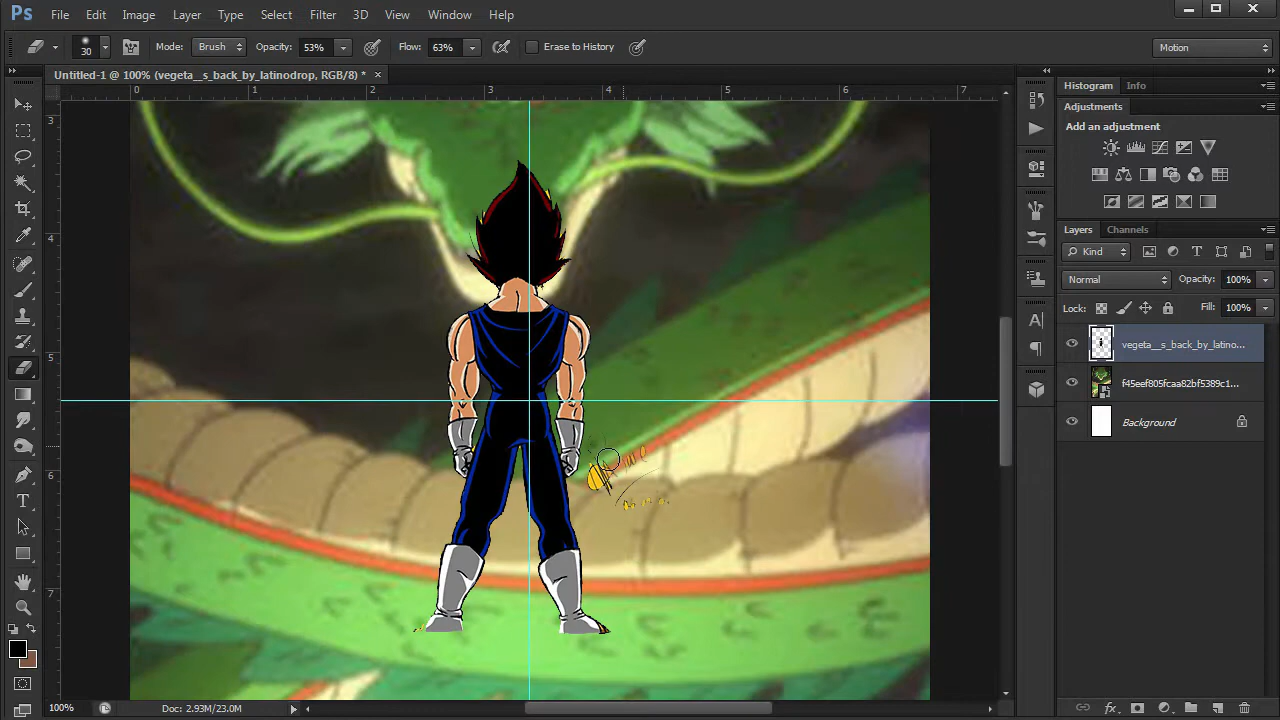 Ps File Edit Image Layer Type Select Filter 3D View Window Help
30 Mode: Brush Opacity: 53% Flow: 63% Erase to History Motion
Untitled-1 @ 100% (vegeta__s_back_by_latinodrop, RGB/8) * ×
0 1 2 3 4 5 6 7
3
4
5
6
7
Histogram Info
Adjustments
Add an adjustment
Layers Channels
Kind
Normal Opacity: 100%
Lock: Fill: 100%
vegeta__s_back_by_latino...
f45eef805lfcaa82bf5389c1...
Background
100% Doc: 2.93M/23.0M